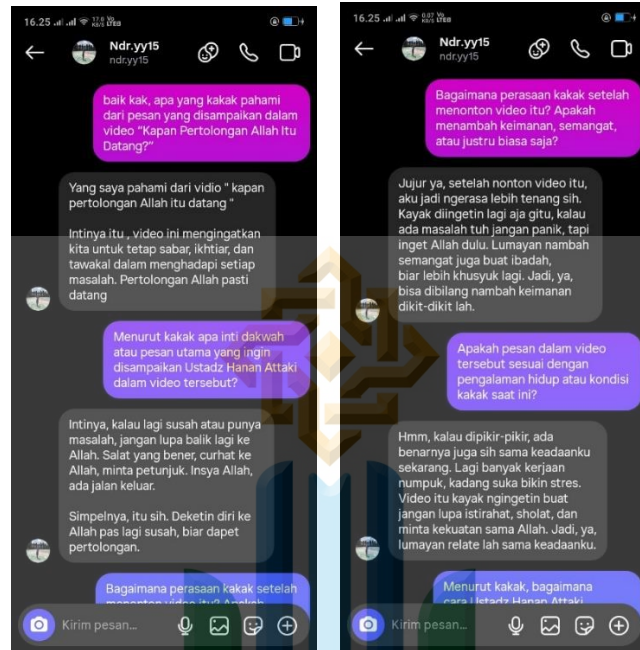 16.25
17.0 KB/S
VoLTE
Ndr.yy15
ndr.yy15
baik kak, apa yang kakak pahami
dari pesan yang disampaikan dalam
video "Kapan Pertolongan Allah Itu
Datang?"
Yang saya pahami dari vidio " kapan
pertolongan Allah itu datang "
Intinya itu , video ini mengingatkan
kita untuk tetap sabar, ikhtiar, dan
tawakal dalam menghadapi setiap
masalah. Pertolongan Allah pasti
datang
Menurut kakak apa inti dakwah
atau pesan utama yang ingin
disampaikan Ustadz Hanan Attaki
dalam video tersebut?
Intinya, kalau lagi susah atau punya
masalah, jangan lupa balik lagi ke
Allah. Salat yang bener, curhat ke
Allah, minta petunjuk. Insya Allah,
ada jalan keluar.
Simpelnya, itu sih. Deketin diri ke
Allah pas lagi susah, biar dapet
pertolongan.
Bagaimana perasaan kakak setelah
menonton video itu? Apakah
Kirim pesan...
16.25
0.07 KB/S
VoLTE
Ndr.yy15
ndr.yy15
Bagaimana perasaan kakak setelah
menonton video itu? Apakah
menambah keimanan, semangat,
atau justru biasa saja?
Jujur ya, setelah nonton video itu,
aku jadi ngerasa lebih tenang sih.
Kayak diingetin lagi aja gitu, kalau
ada masalah tuh jangan panik, tapi
inget Allah dulu. Lumayan nambah
semangat juga buat ibadah,
biar lebih khusyuk lagi. Jadi, ya,
bisa dibilang nambah keimanan
dikit-dikit lah.
Apakah pesan dalam video
tersebut sesuai dengan
pengalaman hidup atau kondisi
kakak saat ini?
Hmm, kalau dipikir-pikir, ada
benarnya juga sih sama keadaanku
sekarang. Lagi banyak kerjaan
numpuk, kadang suka bikin stres.
Video itu kayak ngingetin buat
jangan lupa istirahat, sholat, dan
minta kekuatan sama Allah. Jadi, ya,
lumayan relate lah sama keadaanku.
Menurut kakak, bagaimana
cara Ustadz Hanan Attaki
Kirim pesan...